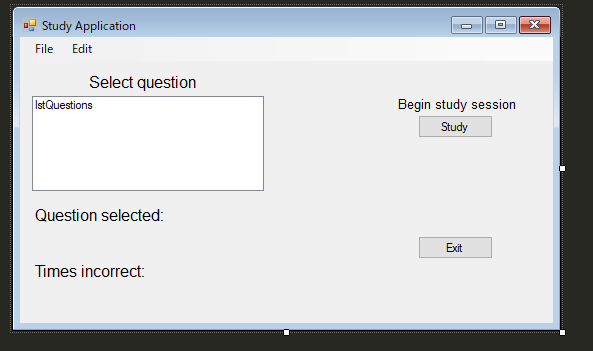 Study Application
File Edit
Select question
lstQuestions
Begin study session
Study
Question selected:
Exit
Times incorrect: